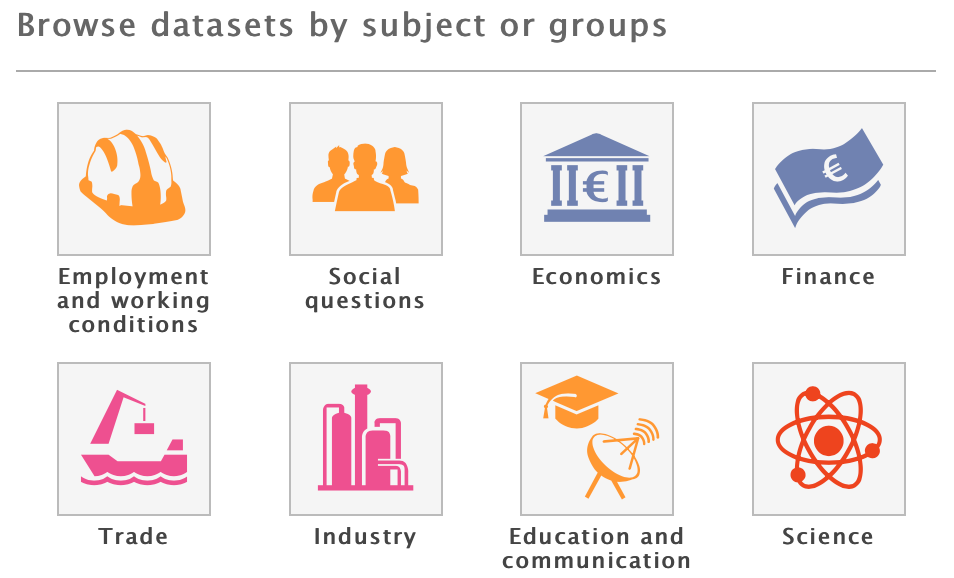 Browse datasets by subject or groups
€
€
Employment
and working
conditions
Social
questions
Economics
Finance
Trade
Industry
Education and
communication
Science